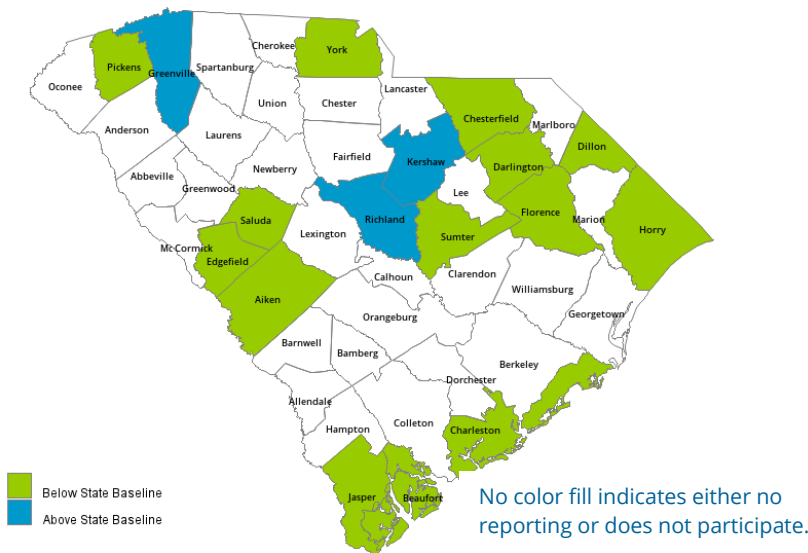 Cherokee
York
Pickens
Greenville
Spartanburg
Oconee
Union
Chester
Lancaster
Anderson
Laurens
Chesterfield
Marlboro
Dillon
Fairfield
Kershaw
Darlington
Abbeville
Newberry
Greenwood
Lee
Saluda
Richland
Florence
Marion
Horry
Lexington
Sumter
Mc Cormick
Edgefield
Calhoun
Clarendon
Williamsburg
Aiken
Orangeburg
Georgetown
Barnwell
Bamberg
Berkeley
Dorchester
Allendale
Colleton
Hampton
Charleston
Jasper
Beaufort
Below State Baseline
Above State Baseline
No color fill indicates either no
reporting or does not participate.